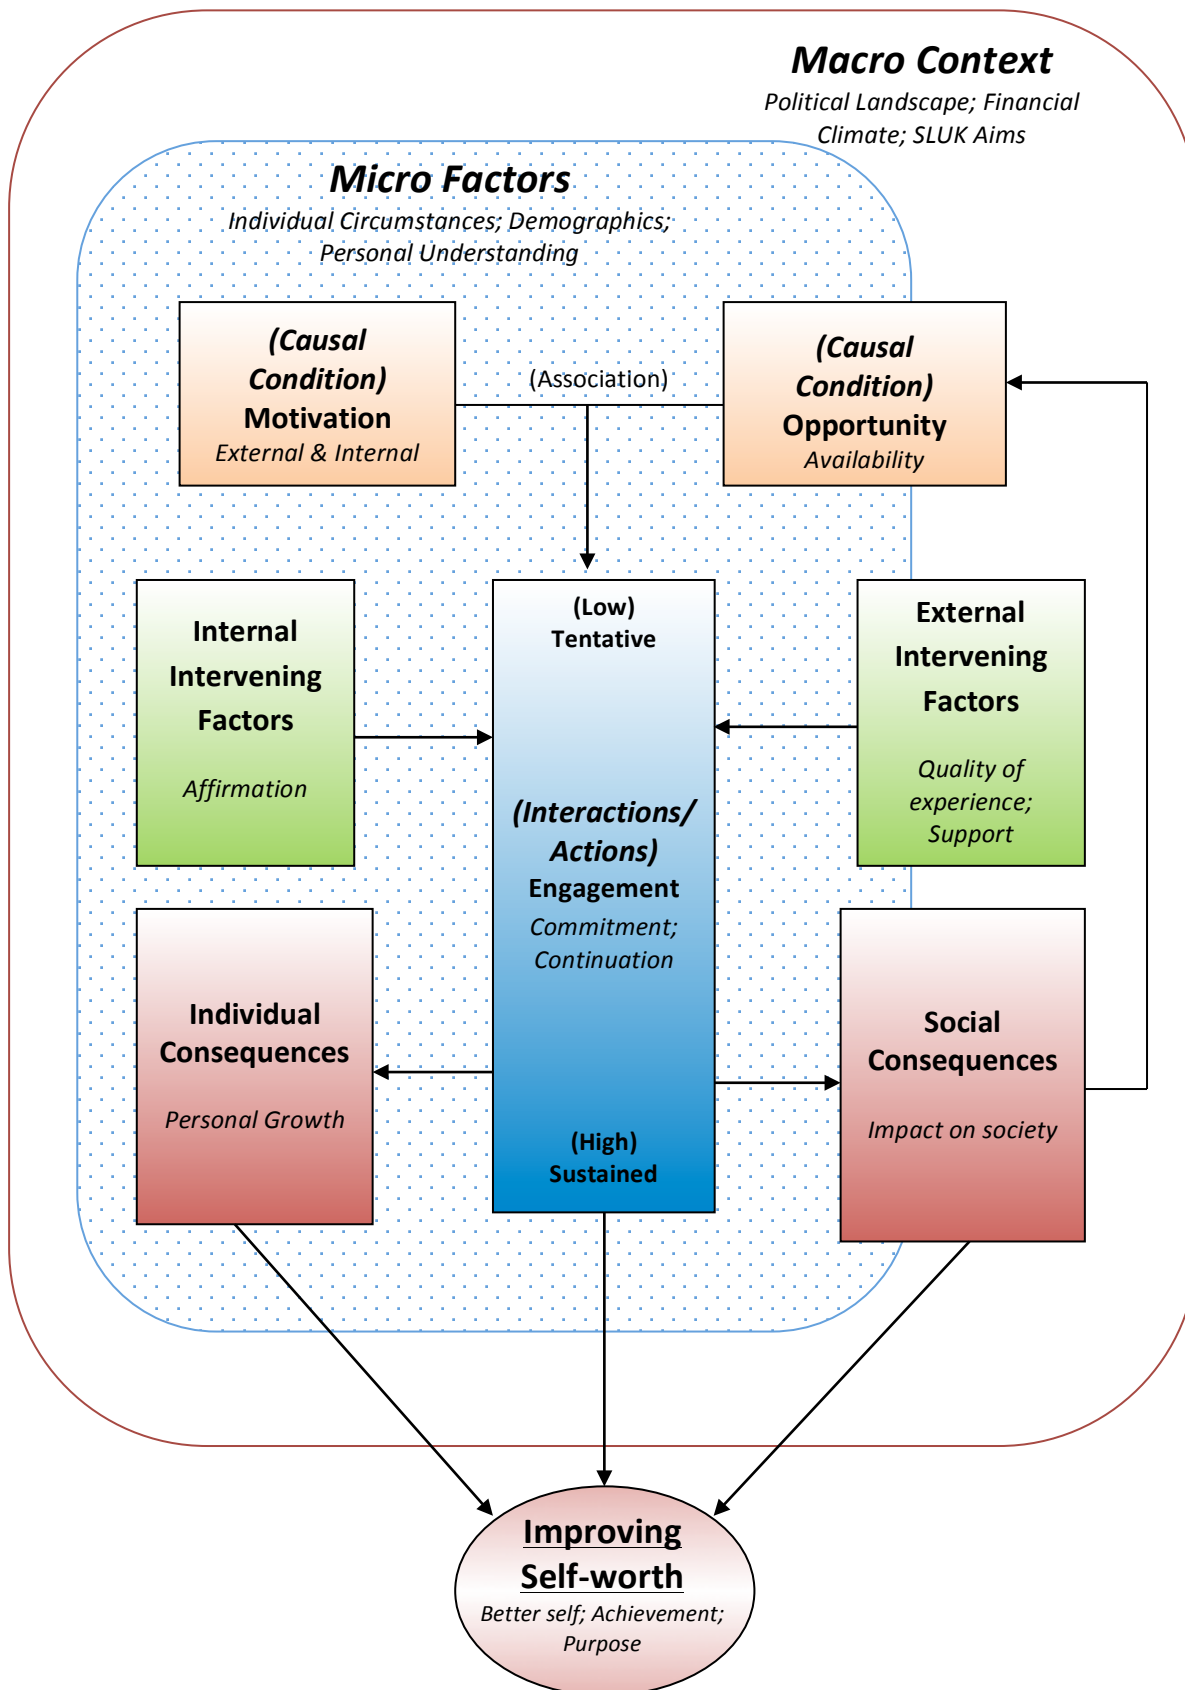 Macro Context
Political Landscape; Financial
Climate; SLUK Aims
Micro Factors
Individual Circumstances; Demographics;
Personal Understanding
(Causal
Condition)
Motivation
External & Internal
(Association)
(Causal
Condition)
Opportunity
Availability
Internal
Intervening
Factors
Affirmation
(Low)
Tentative
(Interactions/
Actions)
Engagement
Commitment;
Continuation
(High)
Sustained
External
Intervening
Factors
Quality of
experience;
Support
Individual
Consequences
Personal Growth
Social
Consequences
Impact on society
Improving
Self-worth
Better self; Achievement;
Purpose